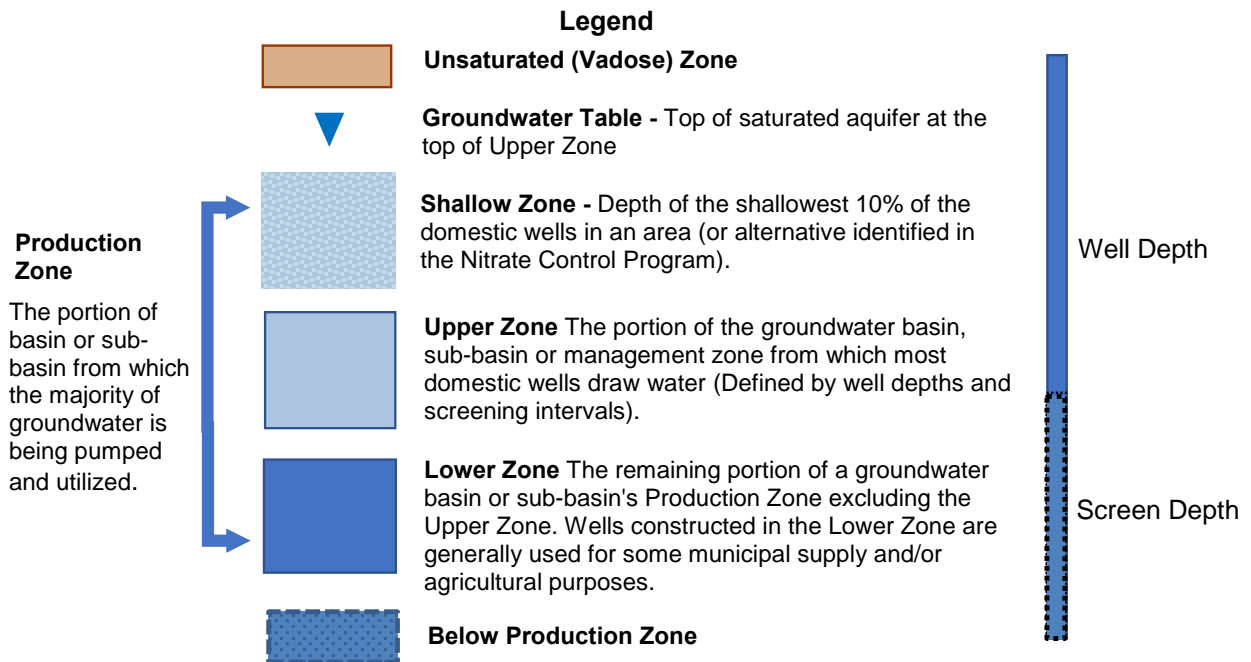 Legend
Unsaturated (Vadose) Zone
Groundwater Table - Top of saturated aquifer at the
top of Upper Zone
Shallow Zone - Depth of the shallowest 10% of the
domestic wells in an area (or alternative identified in
the Nitrate Control Program).
Production
Zone
The portion of
basin or sub-
basin from which
the majority of
groundwater is
being pumped
and utilized.
Upper Zone The portion of the groundwater basin,
sub-basin or management zone from which most
domestic wells draw water (Defined by well depths and
screening intervals).
Lower Zone The remaining portion of a groundwater
basin or sub-basin's Production Zone excluding the
Upper Zone. Wells constructed in the Lower Zone are
generally used for some municipal supply and/or
agricultural purposes.
Below Production Zone
Well Depth
Screen Depth